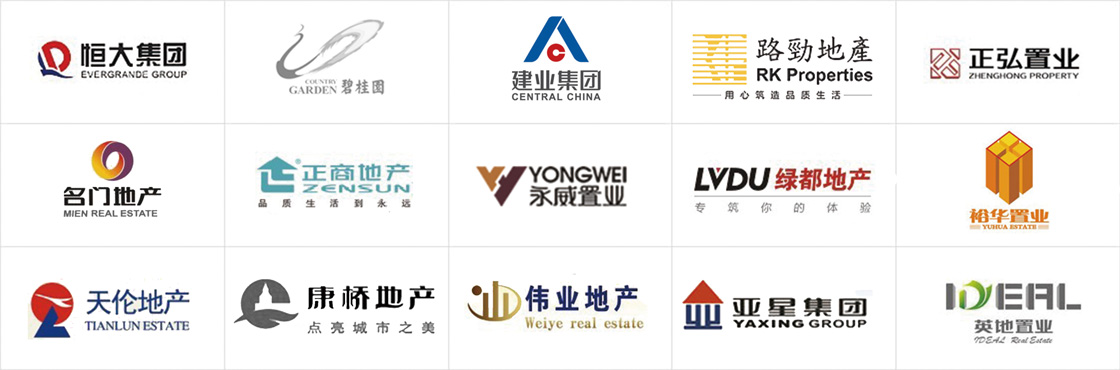 恒大集团
EVERGRANDE GROUP
COUNTRY
GARDEN 碧桂园
建业集团
CENTRAL CHINA
路勁地產
RK Properties
用心筑造品质生活
正弘置业
ZHENGHONG PROPERTY
名门地产
MIEN REAL ESTATE
正商地产
ZENSUN
品质生活到永远
YONGWEI
永威置业
LVDU 绿都地产
专筑你的体验
裕华置业
YUHUA ESTATE
天伦地产
TIANLUN ESTATE
康桥地产
点亮城市之美
伟业地产
Weiye real estate
亚星集团
YAXING GROUP
IDEAL
英地置业
IDEAL Real Estate